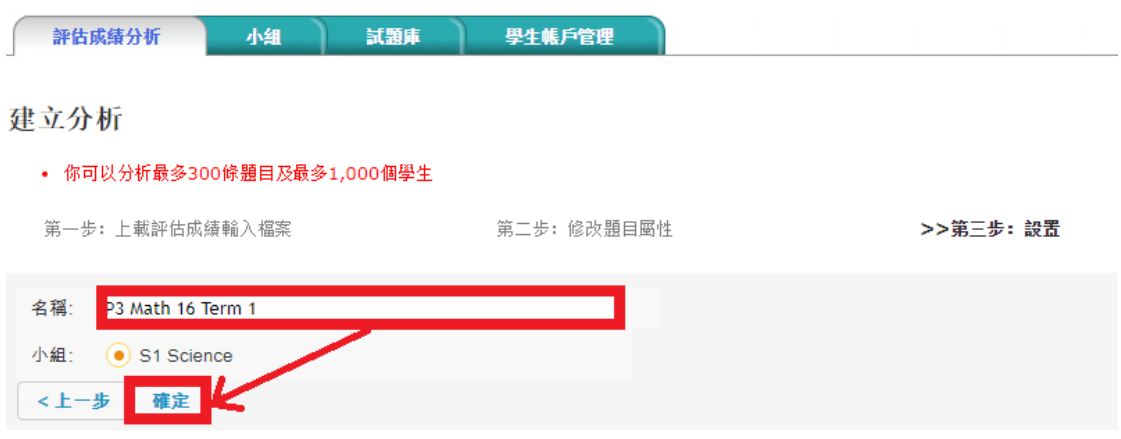 評估成績分析 小組 試題庫 學生帳戶管理
建立分析
• 你可以分析最多300條題目及最多1,000個學生
第一步: 上載評估成績輸入檔案 第二步: 修改題目屬性 >>第三步: 設置
名稱: P3 Math 16 Term 1
小組: S1 Science
<上一步 確定